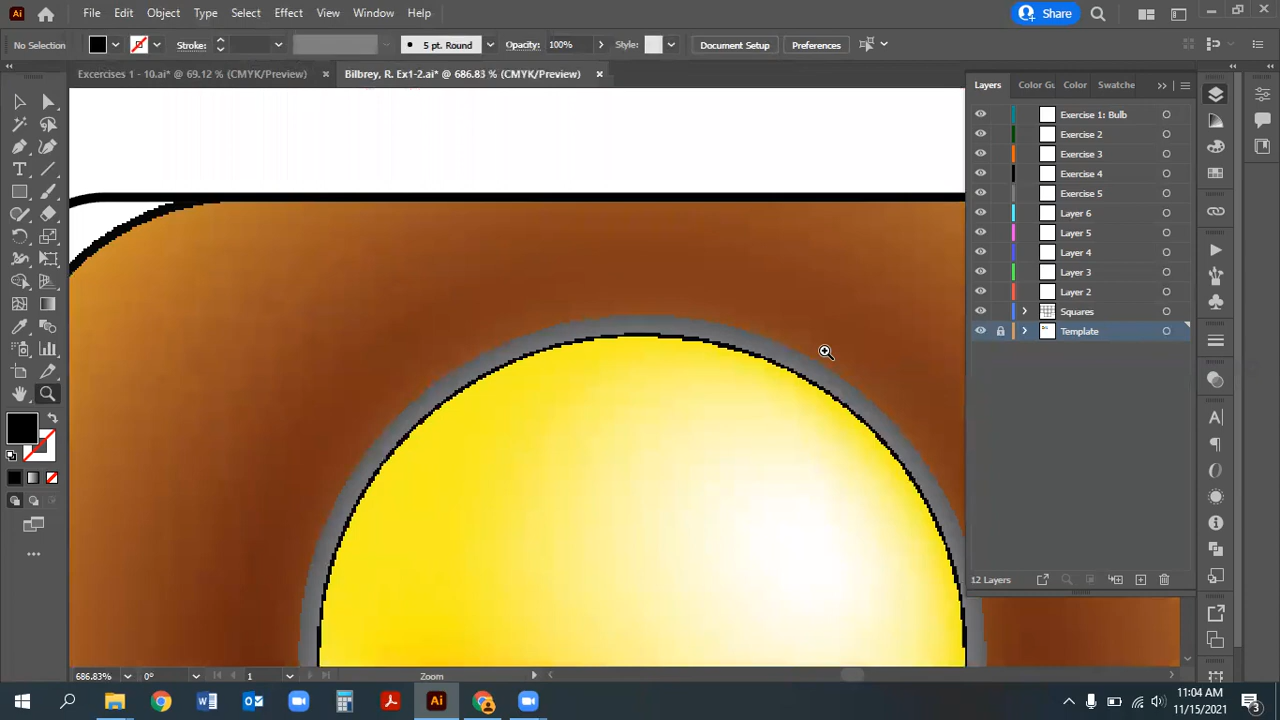 Ai File Edit Object Type Select Effect View Window Help Share
No Selection Stroke: 5 pt. Round Opacity: 100% Style: Document Setup Preferences
Excercises 1 - 10.ai* @ 69.12 % (CMYK/Preview) Bilbrey, R. Ex1-2.ai* @ 686.83 % (CMYK/Preview)
Layers Color Gu Color Swatche
Exercise 1: Bulb
Exercise 2
Exercise 3
Exercise 4
Exercise 5
Layer 6
Layer 5
Layer 4
Layer 3
Layer 2
Squares
Template
12 Layers
686.83% 0° 1 Zoom
Ai
11:04 AM
11/15/2021
3